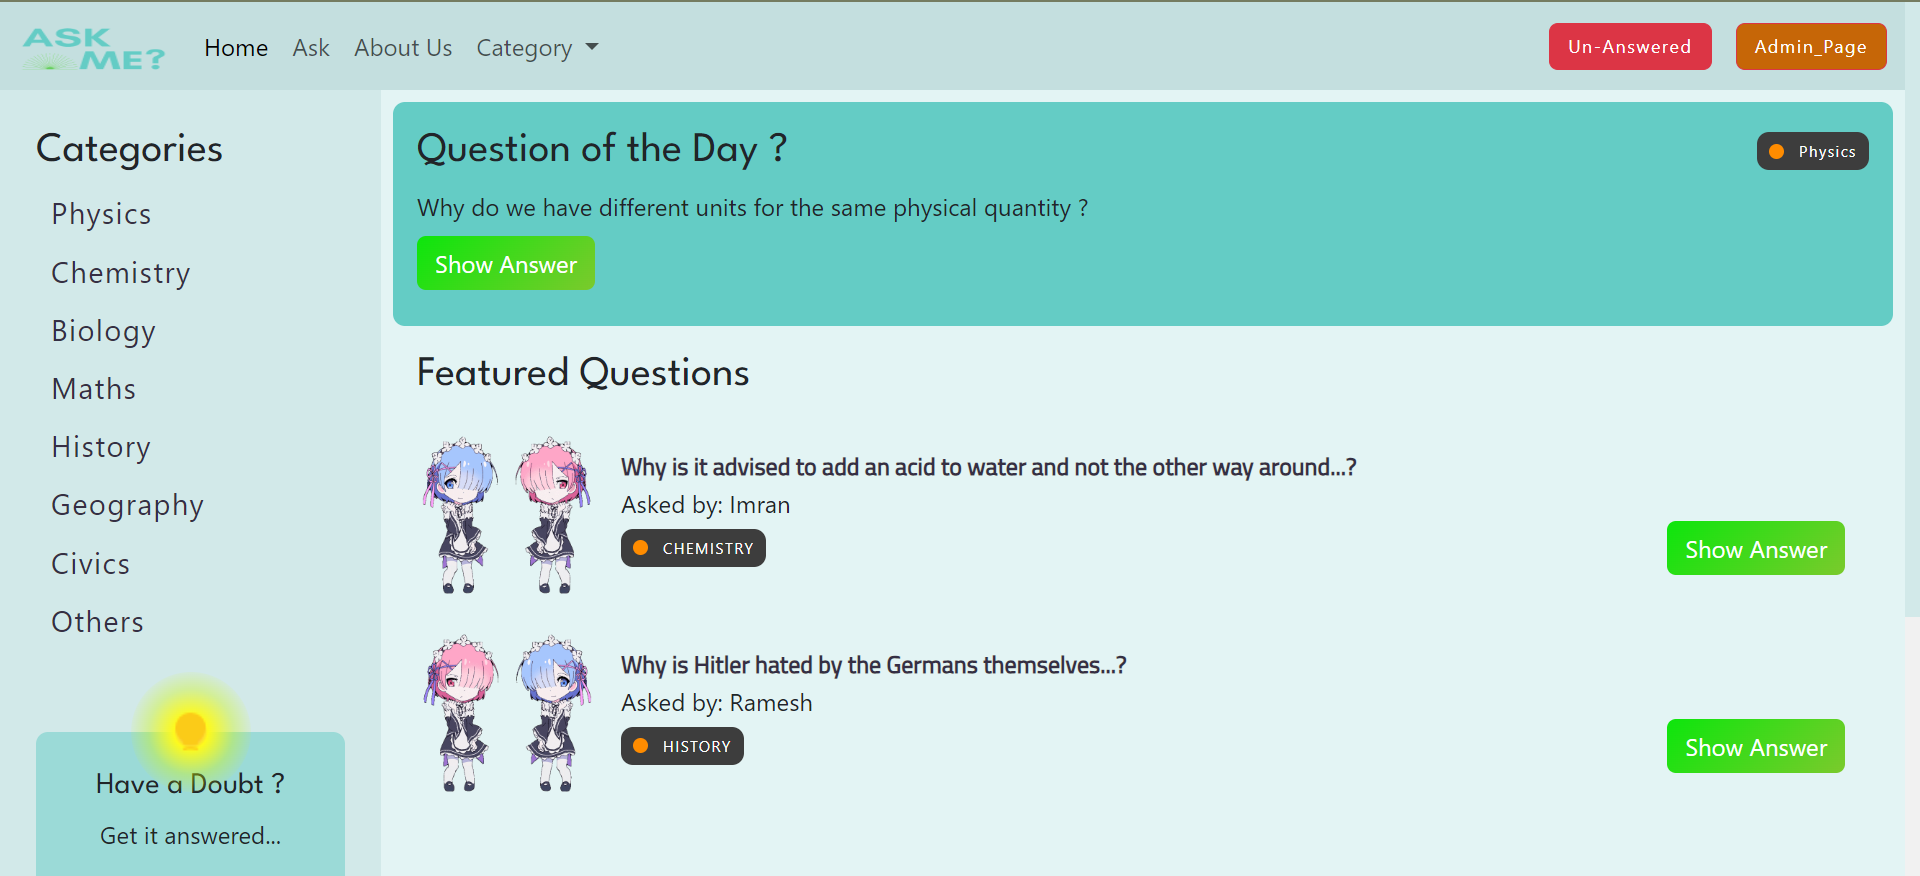 ASK
ME?
Home Ask About Us Category
Un-Answered Admin_Page
Categories
Physics
Chemistry
Biology
Maths
History
Geography
Civics
Others
Have a Doubt ?
Get it answered...
Question of the Day ?
Physics
Why do we have different units for the same physical quantity ?
Show Answer
Featured Questions
Why is it advised to add an acid to water and not the other way around...?
Asked by: Imran
CHEMISTRY
Show Answer
Why is Hitler hated by the Germans themselves...?
Asked by: Ramesh
HISTORY
Show Answer